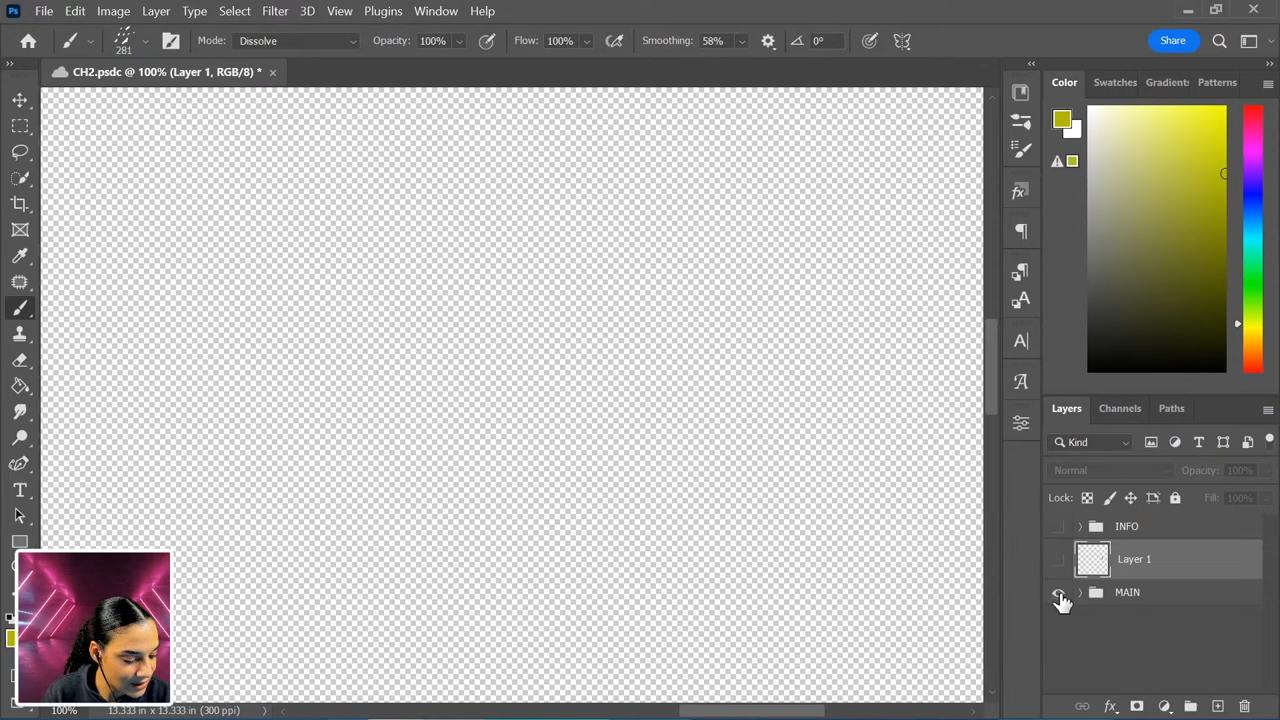 Ps File Edit Image Layer Type Select Filter 3D View Plugins Window Help
281 Mode: Dissolve Opacity: 100% Flow: 100% Smoothing: 58% 0° Share
CH2.psdc @ 100% (Layer 1, RGB/8) *
Color Swatches Gradients Patterns
fx
Layers Channels Paths
Kind
Normal Opacity: 100%
Lock: Fill: 100%
INFO
Layer 1
MAIN
100% 13.333 in x 13.333 in (300 ppi)
fx